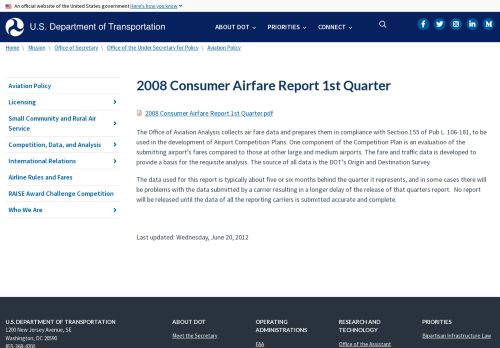 An official website of the United States government Here's how you know
U.S. Department of Transportation
ABOUT DOT
PRIORITIES
CONNECT
Home \ Mission \ Office of Secretary \ Office of the Under Secretary for Policy \ Aviation Policy
Aviation Policy
Licensing
Small Community and Rural Air
Service
Competition, Data, and Analysis
International Relations
Airline Rules and Fares
RAISE Award Challenge Competition
Who We Are
2008 Consumer Airfare Report 1st Quarter
2008 Consumer Airfare Report 1st Quarter.pdf
The Office of Aviation Analysis collects air fare data and prepares them in compliance with Section 155 of Pub L. 106-181, to be
used in the development of Airport Competition Plans. One component of the Competition Plan is an evaluation of the
submitting airport's fares compared to those at other large and medium airports. The fare and traffic data is developed to
provide a basis for the requisite analysis. The source of all data is the DOT's Origin and Destination Survey.
The data used for this report is typically about five or six months behind the quarter it represents, and in some cases there will
be problems with the data submitted by a carrier resulting in a longer delay of the release of that quarters report. No report
will be released until the data of all the reporting carriers is submitted accurate and complete.
Last updated: Wednesday, June 20, 2012
U.S. DEPARTMENT OF TRANSPORTATION
1200 New Jersey Avenue, SE
Washington, DC 20590
855-368-4200
ABOUT DOT
Meet the Secretary
OPERATING
ADMINISTRATIONS
FAA
RESEARCH AND
TECHNOLOGY
Office of the Assistant
PRIORITIES
Bipartisan Infrastructure Law